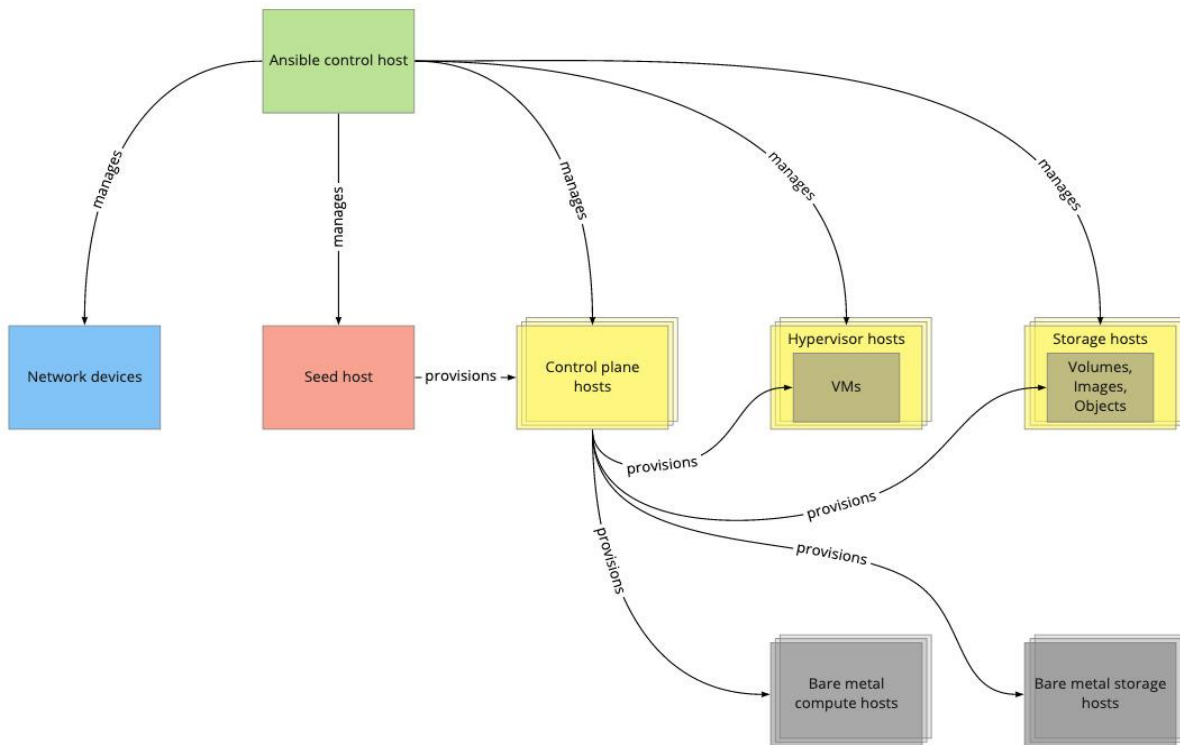 Ansible control host
manages
manages
manages
manages
manages
Network devices
Seed host
provisions
Control plane
hosts
Hypervisor hosts
VMs
Storage hosts
Volumes,
Images,
Objects
provisions
provisions
provisions
provisions
Bare metal
compute hosts
Bare metal storage
hosts